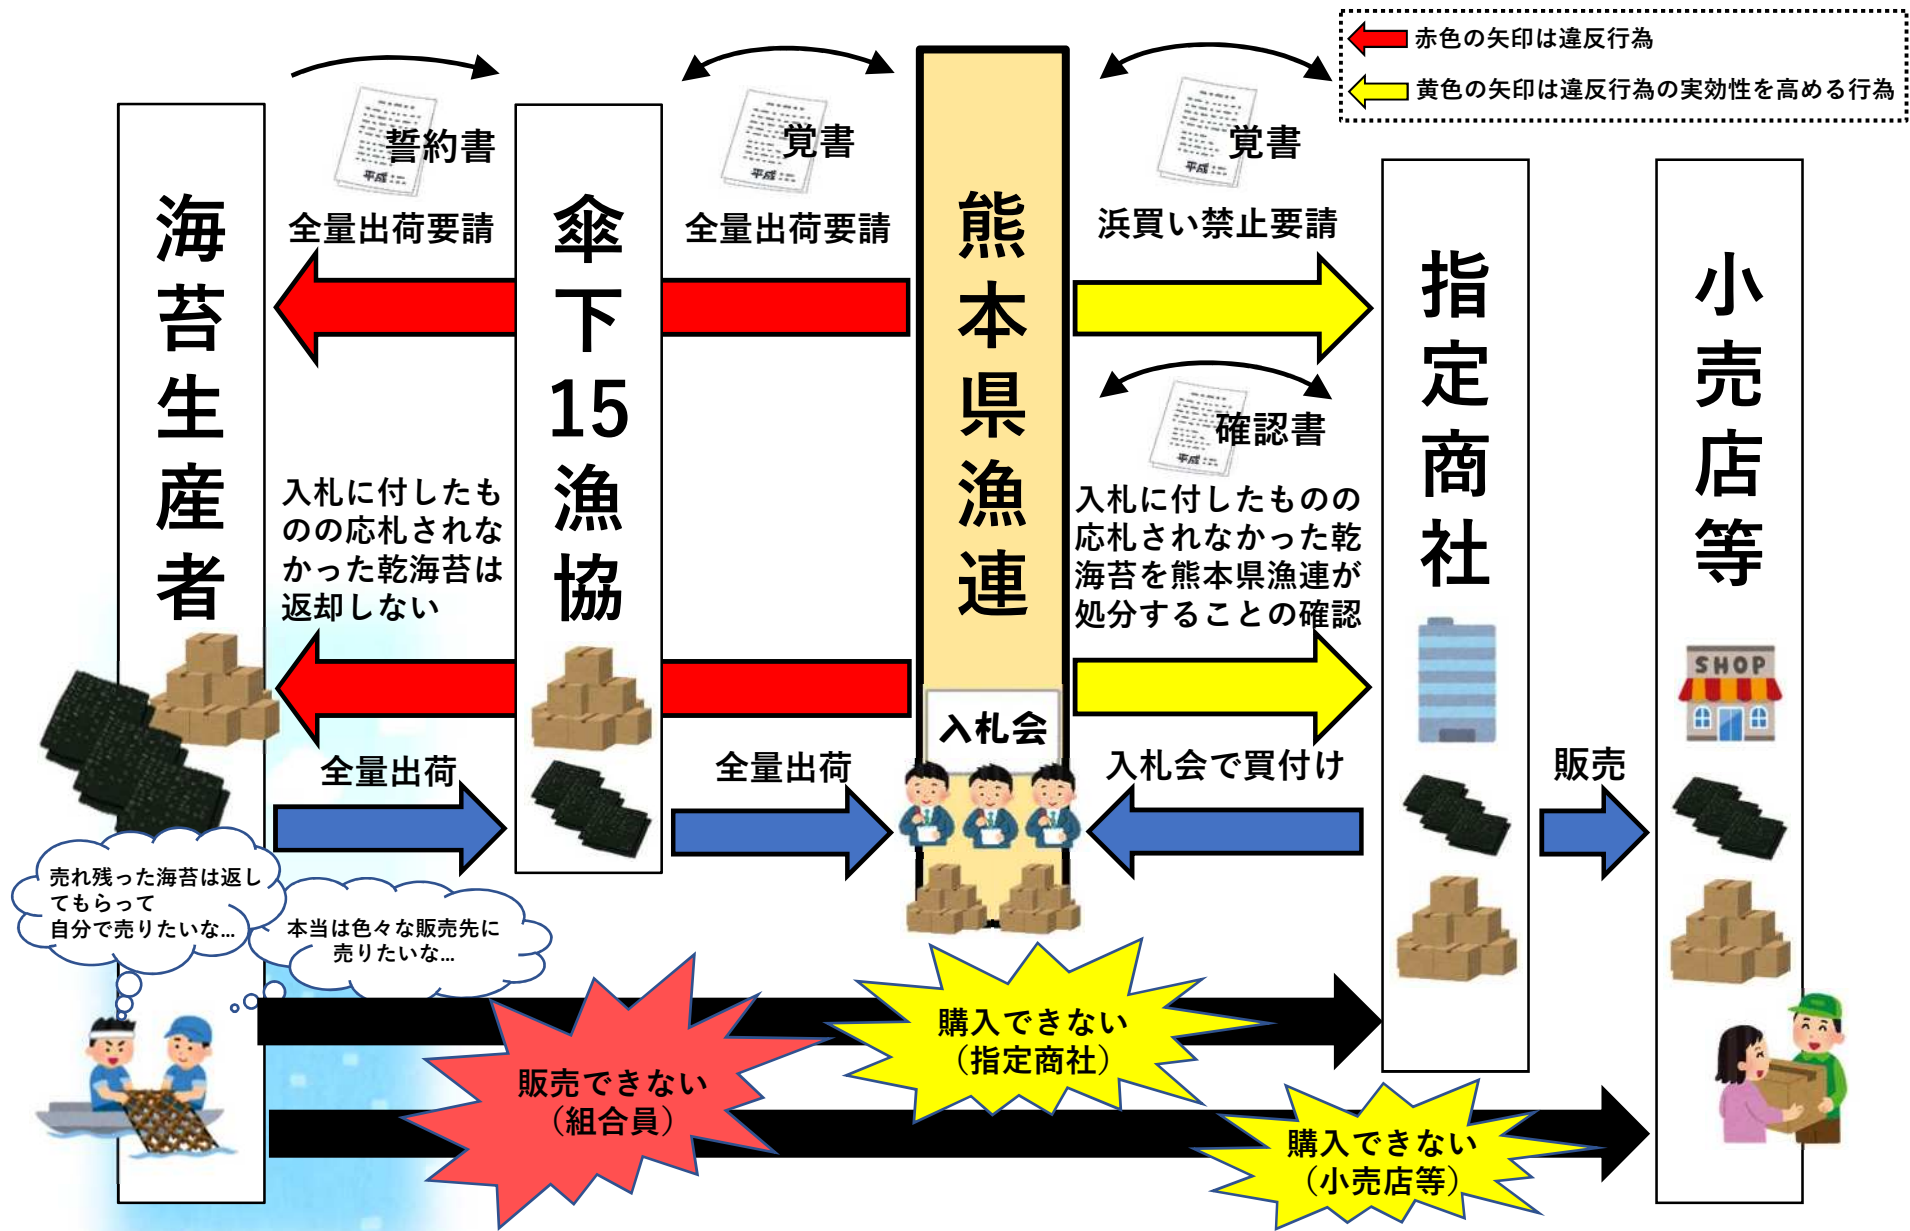 赤色の矢印は違反行為
黄色の矢印は違反行為の実効性を高める行為
誓約書
平成
覚書
平成
覚書
平成
全量出荷要請
全量出荷要請
浜買い禁止要請
海苔生産者
傘下15漁協
熊本県漁連
指定商社
小売店等
確認書
平成
入札に付したも
のの応札されな
かった乾海苔は
返却しない
入札に付したものの
応札されなかった乾
海苔を熊本県漁連が
処分することの確認
SHOP
入札会
全量出荷
全量出荷
入札会で買付け
販売
売れ残った海苔は返し
てもらって
自分で売りたいな…
本当は色々な販売先に
売りたいな…
購入できない
（指定商社）
販売できない
（組合員）
購入できない
（小売店等）